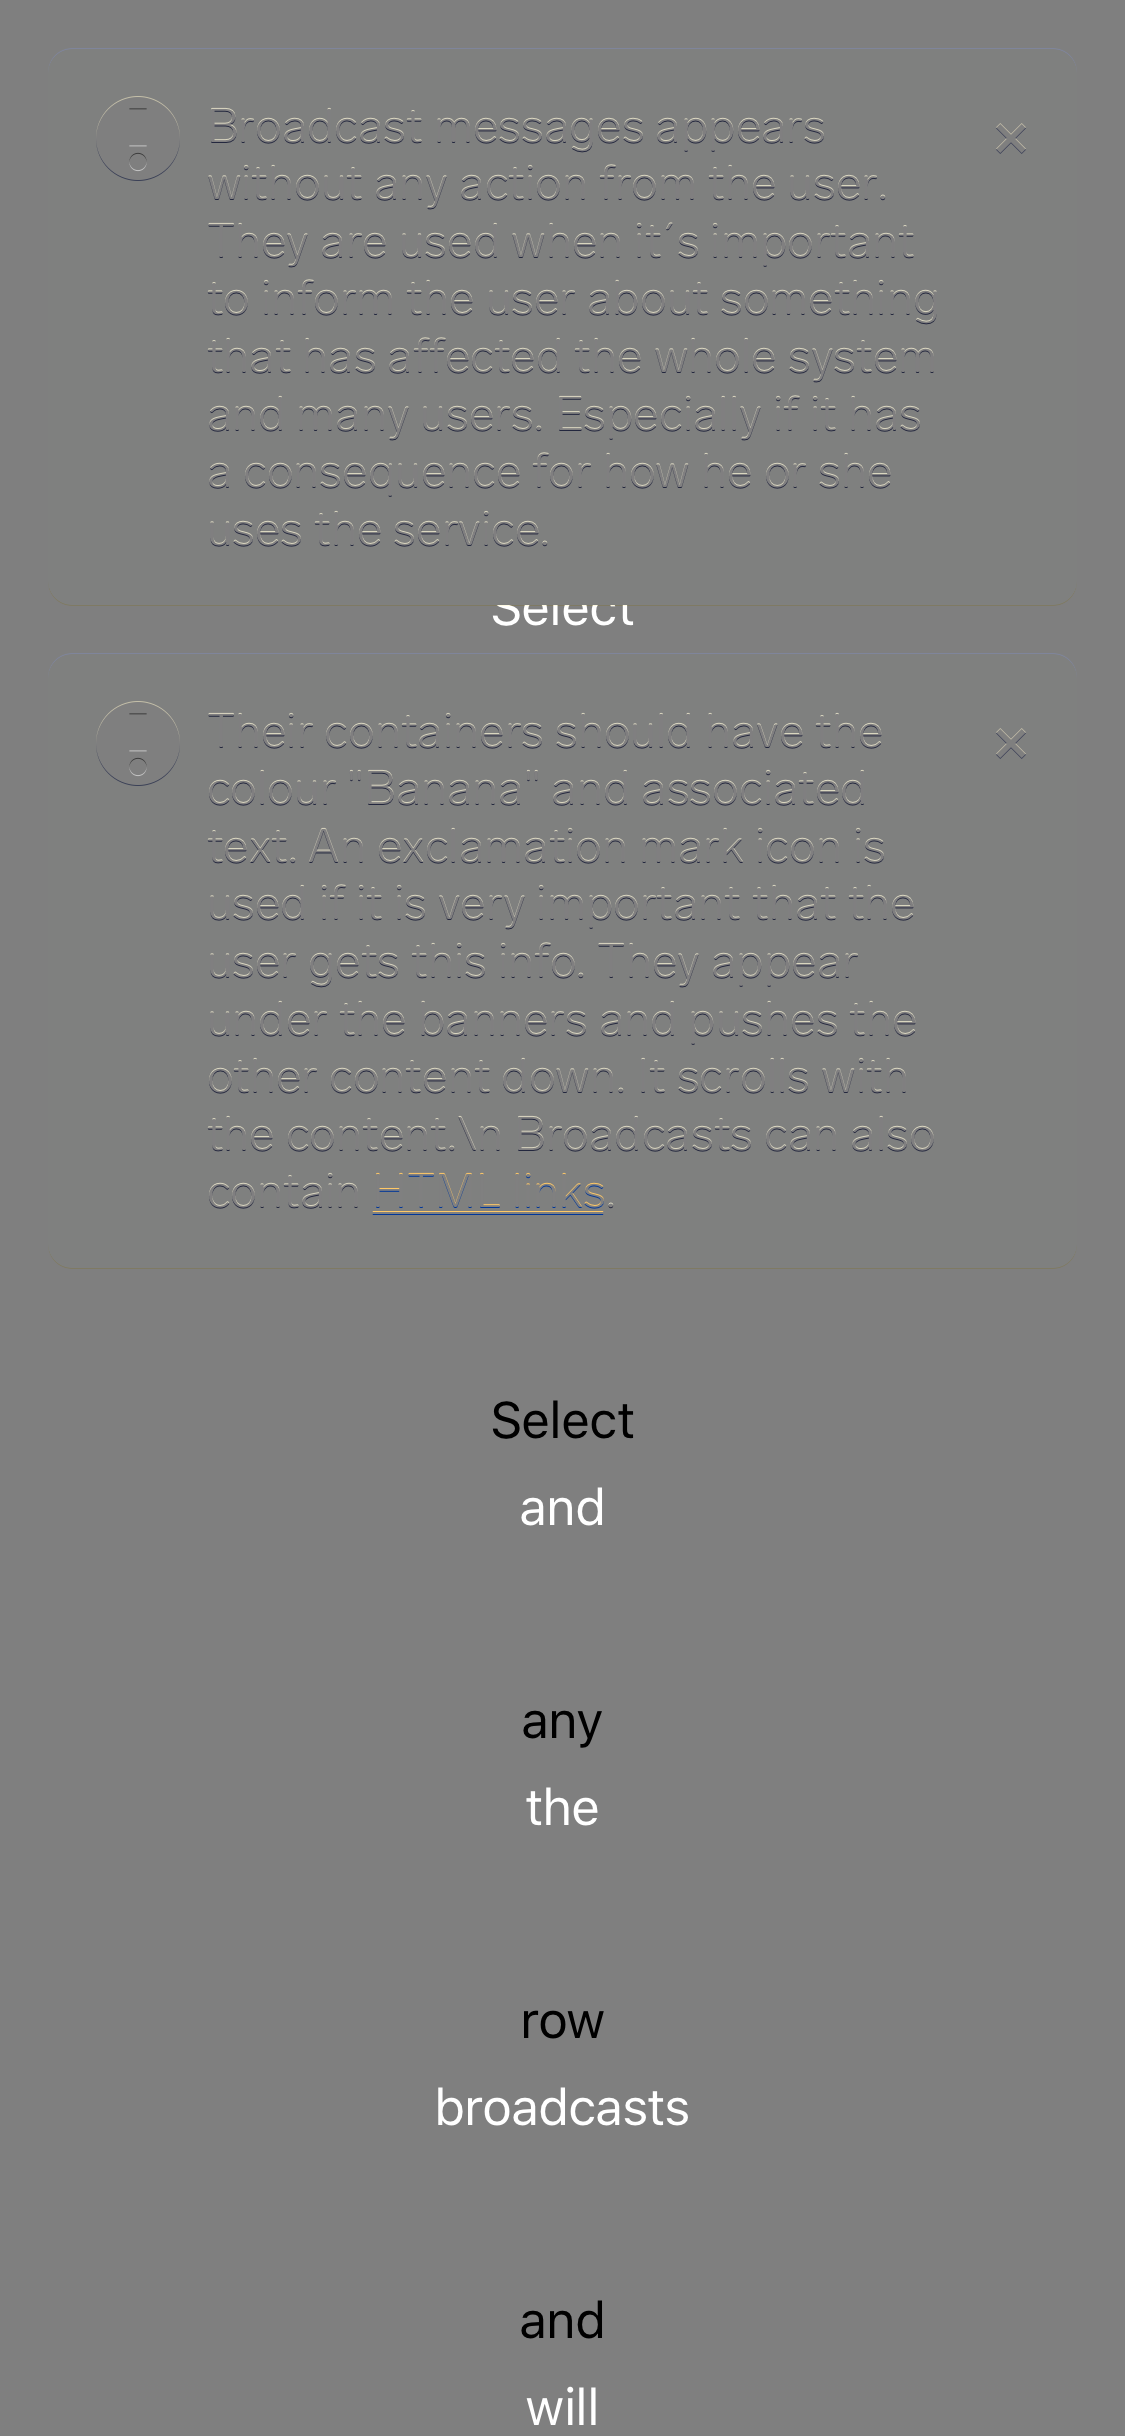 Broadcast messages appears
without any action from the user.
They are used when it´s important
to inform the user about something
that has affected the whole system
and many users. Especially if it has
a consequence for how he or she
uses the service.
Select
Their containers should have the
colour "Banana" and associated
text. An exclamation mark icon is
used if it is very important that the
user gets this info. They appear
under the banners and pushes the
other content down. It scrolls with
the content.\n Broadcasts can also
contain HTML links.
Select
and
any
the
row
broadcasts
and
will